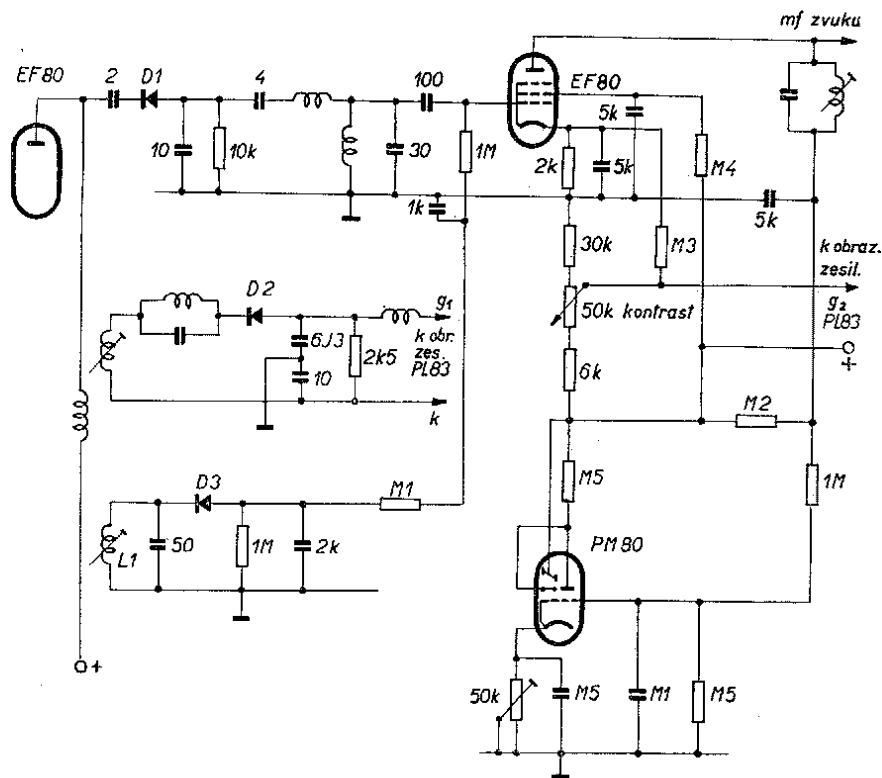 mf zvuku
EF80
2
D1
4
100
EF80
10
10k
30
1M
5k
2k
5k
M4
1k
5k
30k
M3
k obraz.
zesil.
g2
PL83
50k kontrast
+
D2
g1
k obr.
zes.
PL83
6J3
2k5
10
k
6k
M2
M5
1M
D3
M1
L1
50
1M
2k
PM80
+
50k
M5
M1
M5